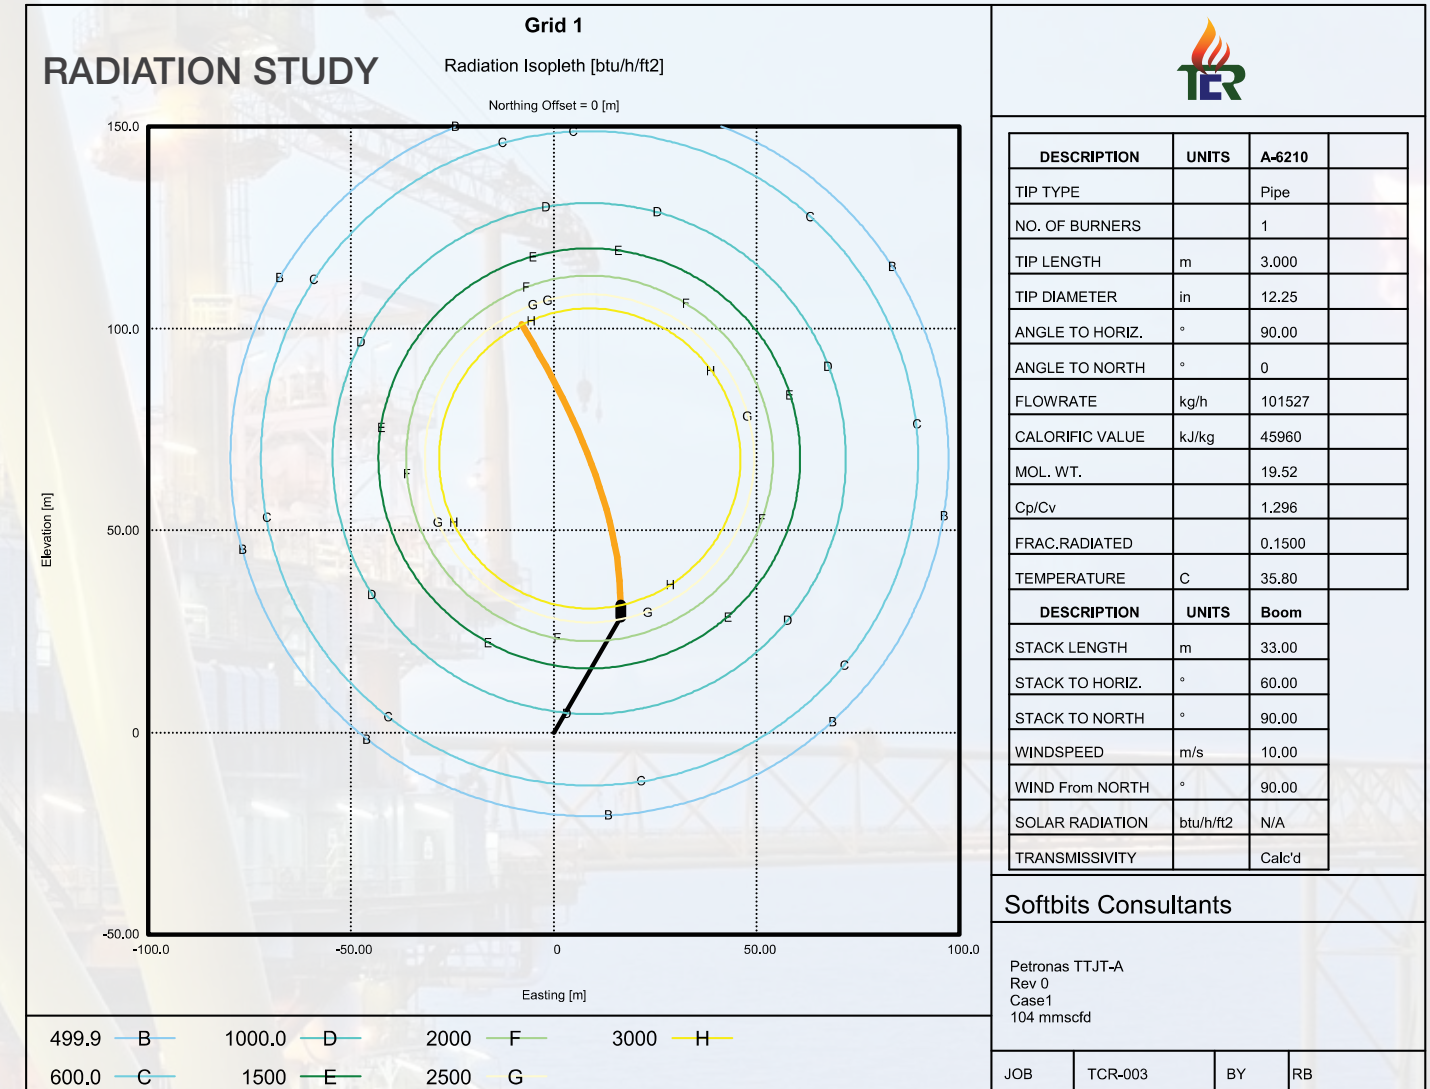 Grid 1
RADIATION STUDY
Radiation Isopleth [btu/h/ft2]
Northing Offset = 0 [m]
150.0
100.0
50.00
0
-50.00
-100.0
-50.00
0
50.00
100.0
Elevation [m]
Easting [m]
B
C
C
D
D
C
E
E
B
B
C
F
G
G
F
H
D
D
H
E
G
C
E
F
H
G
F
B
C
B
D
H
G
D
E
F
E
C
C
D
B
B
C
B
499.9 B
1000.0 D
2000 F
3000 H
600.0 C
1500 E
2500 G
TER
DESCRIPTION UNITS A-6210
TIP TYPE Pipe
NO. OF BURNERS 1
TIP LENGTH m 3.000
TIP DIAMETER in 12.25
ANGLE TO HORIZ. ° 90.00
ANGLE TO NORTH ° 0
FLOWRATE kg/h 101527
CALORIFIC VALUE kJ/kg 45960
MOL. WT. 19.52
Cp/Cv 1.296
FRAC.RADIATED 0.1500
TEMPERATURE C 35.80
DESCRIPTION UNITS Boom
STACK LENGTH m 33.00
STACK TO HORIZ. ° 60.00
STACK TO NORTH ° 90.00
WINDSPEED m/s 10.00
WIND From NORTH ° 90.00
SOLAR RADIATION btu/h/ft2 N/A
TRANSMISSIVITY Calc'd
Softbits Consultants
Petronas TTJT-A
Rev 0
Case1
104 mmscfd
JOB TCR-003 BY RB